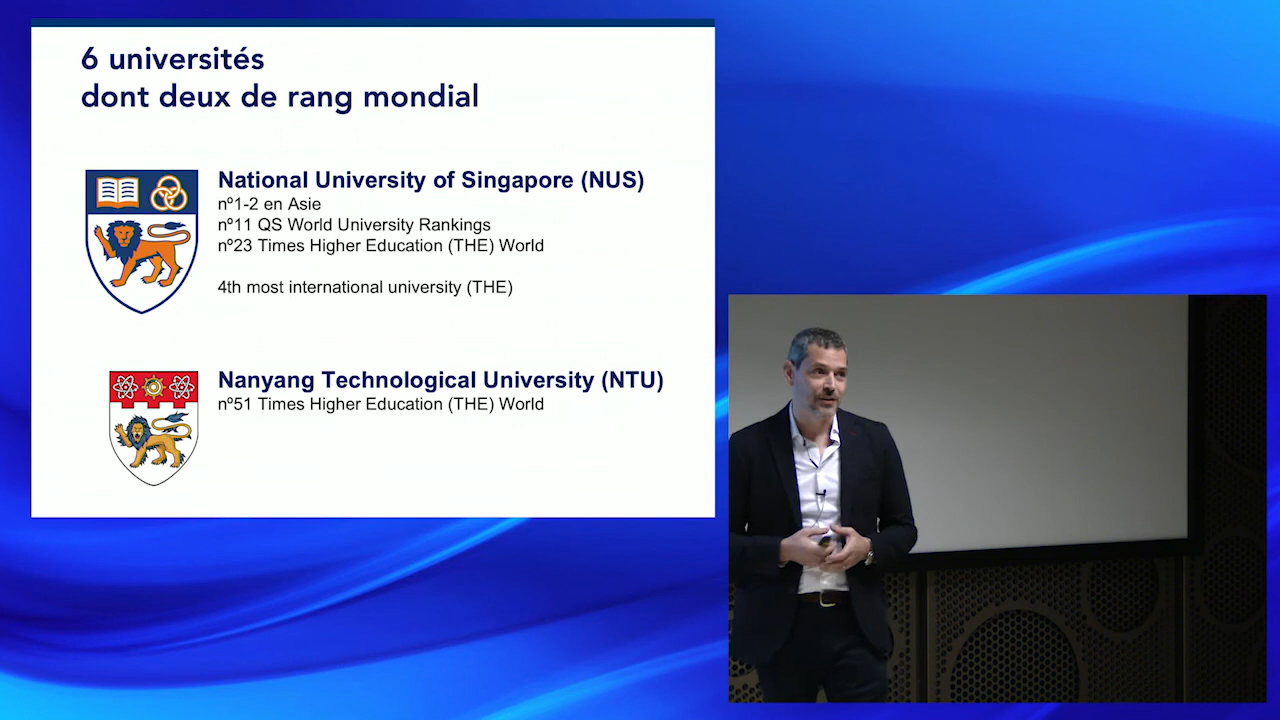 6 universités
dont deux de rang mondial
National University of Singapore (NUS)
nº1-2 en Asie
nº11 QS World University Rankings
nº23 Times Higher Education (THE) World
4th most international university (THE)
Nanyang Technological University (NTU)
nº51 Times Higher Education (THE) World